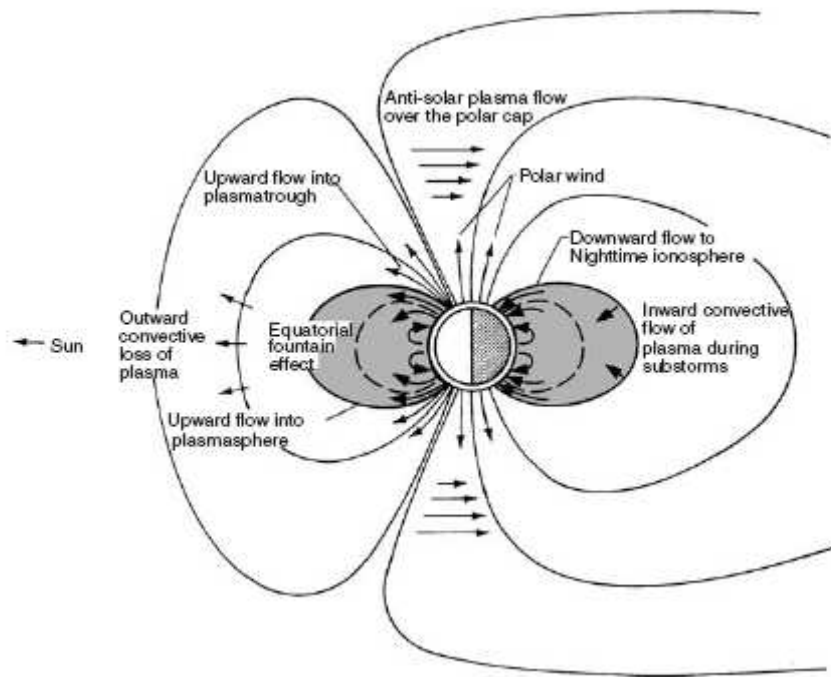 Anti-solar plasma flow
over the polar cap
Upward flow into
plasmatrough
Polar wind
Downward flow to
Nighttime ionosphere
Outward
convective
loss of
plasma
Sun
Equatorial
fountain
effect
Inward convective
flow of
plasma during
substorms
Upward flow into
plasmasphere